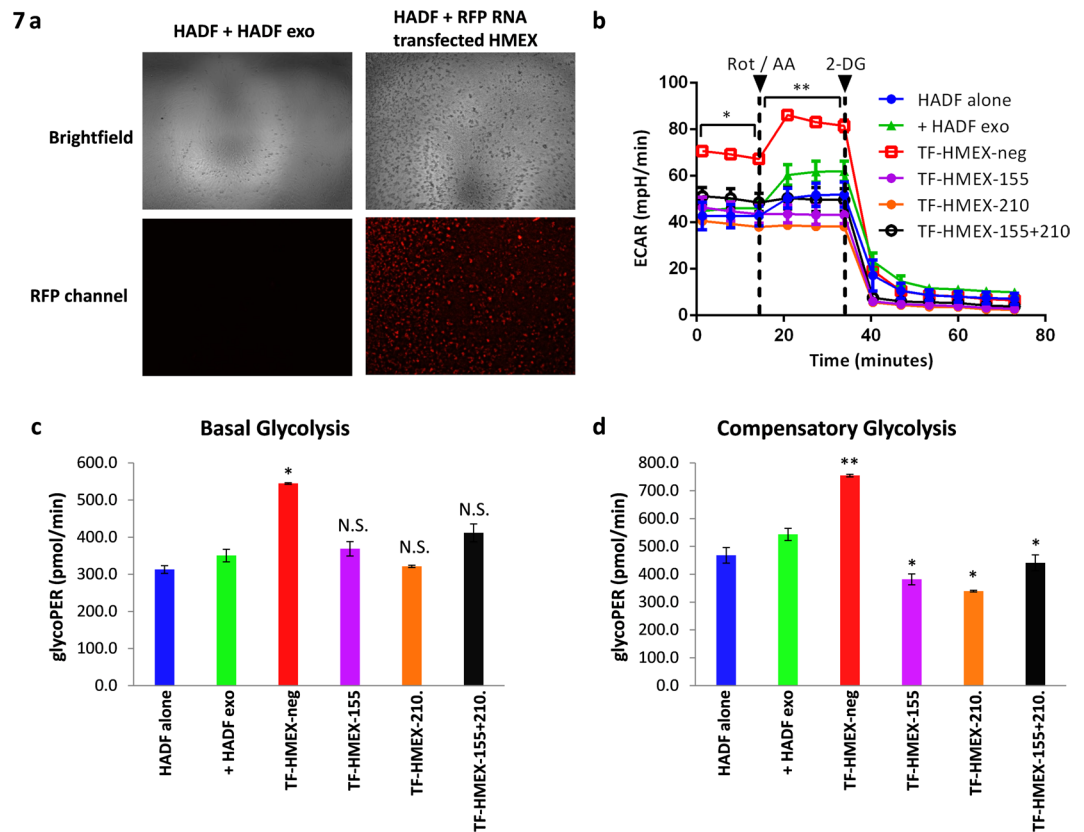 7 a
HADF + HADF exo
HADF + RFP RNA
transfected HMEX
Brightfield
RFP channel
b
Rot / AA
2-DG
100
80
60
40
20
0
ECAR (mpH/min)
*
**
0
20
40
60
80
Time (minutes)
HADF alone
+ HADF exo
TF-HMEX-neg
TF-HMEX-155
TF-HMEX-210
TF-HMEX-155+210
c
Basal Glycolysis
glycoPER (pmol/min)
600.0
500.0
400.0
300.0
200.0
100.0
0.0
*
N.S.
N.S.
N.S.
HADF alone
+ HADF exo
TF-HMEX-neg
TF-HMEX-155
TF-HMEX-210.
TF-HMEX-155+210.
d
Compensatory Glycolysis
glycoPER (pmol/min)
800.0
700.0
600.0
500.0
400.0
300.0
200.0
100.0
0.0
**
*
*
*
HADF alone
+ HADF exo
TF-HMEX-neg
TF-HMEX-155
TF-HMEX-210.
TF-HMEX-155+210.